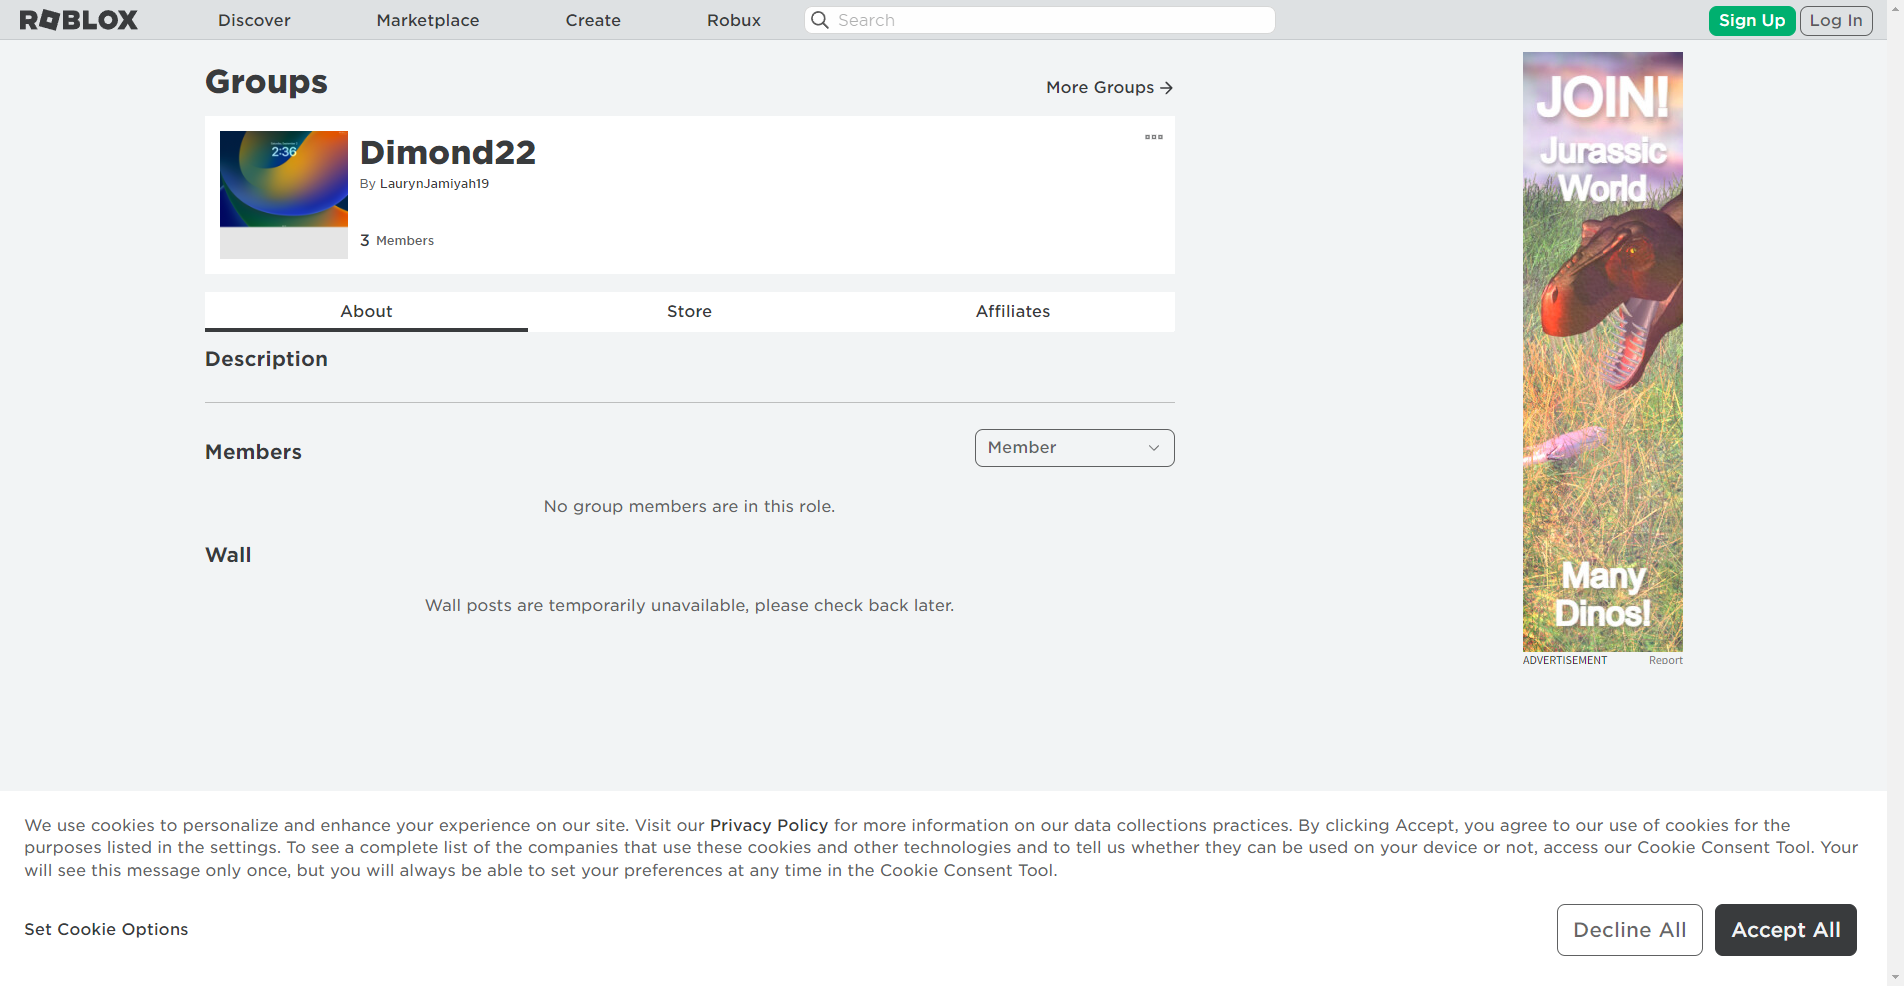 ROBLOX
Discover
Marketplace
Create
Robux
Search
Sign Up
Log In
Groups
More Groups
2:36
Dimond22
By LaurynJamiyah19
3 Members
About
Store
Affiliates
Description
Members
Member
No group members are in this role.
Wall
Wall posts are temporarily unavailable, please check back later.
JOIN!
Jurassic
World
Many
Dinos!
ADVERTISEMENT
Report
We use cookies to personalize and enhance your experience on our site. Visit our Privacy Policy for more information on our data collections practices. By clicking Accept, you agree to our use of cookies for the
purposes listed in the settings. To see a complete list of the companies that use these cookies and other technologies and to tell us whether they can be used on your device or not, access our Cookie Consent Tool. Your
will see this message only once, but you will always be able to set your preferences at any time in the Cookie Consent Tool.
Set Cookie Options
Decline All
Accept All